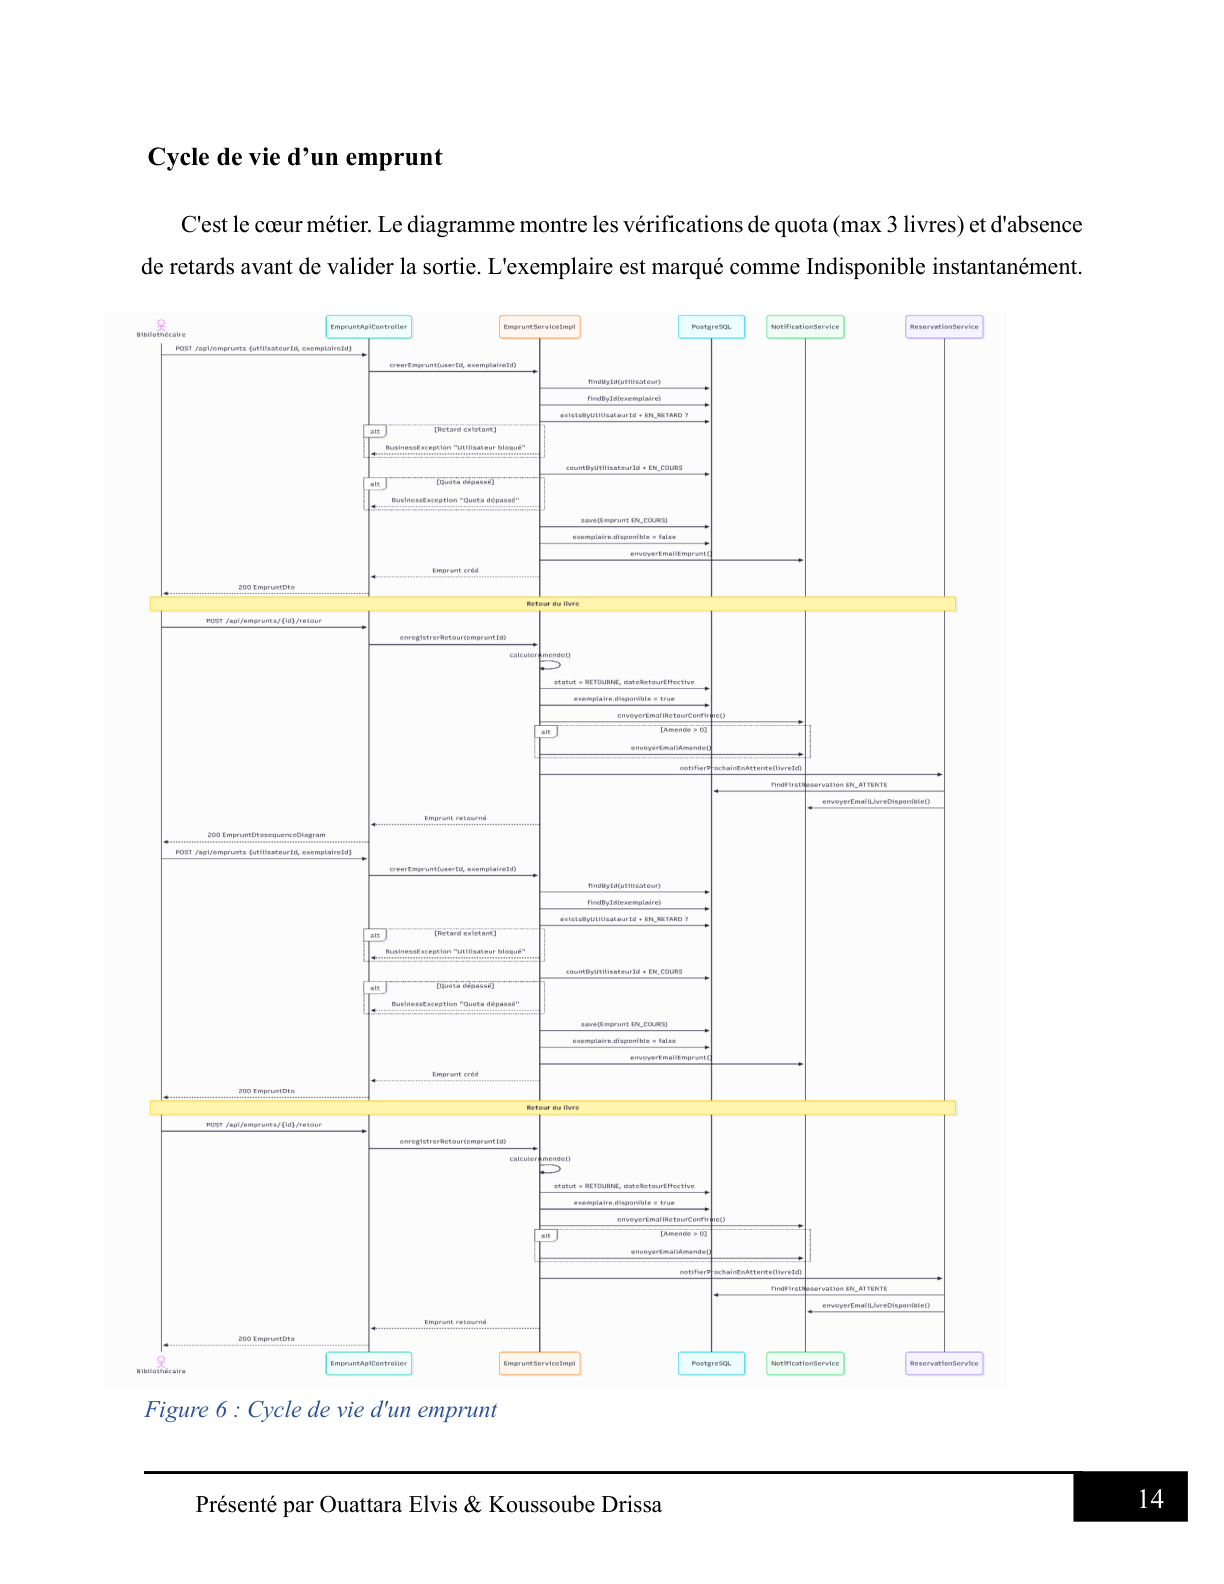 Cycle de vie d’un emprunt
C'est le cœur métier. Le diagramme montre les vérifications de quota (max 3 livres) et d'absence
de retards avant de valider la sortie. L'exemplaire est marqué comme Indisponible instantanément.
Bibliothécaire
EmpruntApiController
EmpruntServiceImpl
PostgreSQL
NotificationService
ReservationService
POST /api/emprunts {utilisateurId, exemplaireId}
creerEmprunt(userId, exemplaireId)
findById(utilisateur)
findById(exemplaire)
existsByUtilisateurId + EN_RETARD ?
alt
[Retard existant]
BusinessException "Utilisateur bloqué"
countByUtilisateurId + EN_COURS
alt
[Quota dépassé]
BusinessException "Quota dépassé"
save(Emprunt EN_COURS)
exemplaire.disponible = false
envoyerEmailEmprunt()
Emprunt créé
200 EmpruntDto
Retour du livre
POST /api/emprunts/{id}/retour
enregistrerRetour(empruntId)
calculerAmende()
statut = RETOURNE, dateRetourEffective
exemplaire.disponible = true
envoyerEmailRetourConfirme()
alt
[Amende > 0]
envoyerEmailAmende()
notifierProchainEnAttente(livreId)
findFirstReservation EN_ATTENTE
envoyerEmailLivreDisponible()
Emprunt retourné
200 EmpruntDtosequenceDiagram
POST /api/emprunts {utilisateurId, exemplaireId}
creerEmprunt(userId, exemplaireId)
findById(utilisateur)
findById(exemplaire)
existsByUtilisateurId + EN_RETARD ?
alt
[Retard existant]
BusinessException "Utilisateur bloqué"
countByUtilisateurId + EN_COURS
alt
[Quota dépassé]
BusinessException "Quota dépassé"
save(Emprunt EN_COURS)
exemplaire.disponible = false
envoyerEmailEmprunt()
Emprunt créé
200 EmpruntDto
Retour du livre
POST /api/emprunts/{id}/retour
enregistrerRetour(empruntId)
calculerAmende()
statut = RETOURNE, dateRetourEffective
exemplaire.disponible = true
envoyerEmailRetourConfirme()
alt
[Amende > 0]
envoyerEmailAmende()
notifierProchainEnAttente(livreId)
findFirstReservation EN_ATTENTE
envoyerEmailLivreDisponible()
Emprunt retourné
200 EmpruntDto
Bibliothécaire
EmpruntApiController
EmpruntServiceImpl
PostgreSQL
NotificationService
ReservationService
Figure 6 : Cycle de vie d'un emprunt
Présenté par Ouattara Elvis & Koussoube Drissa
14